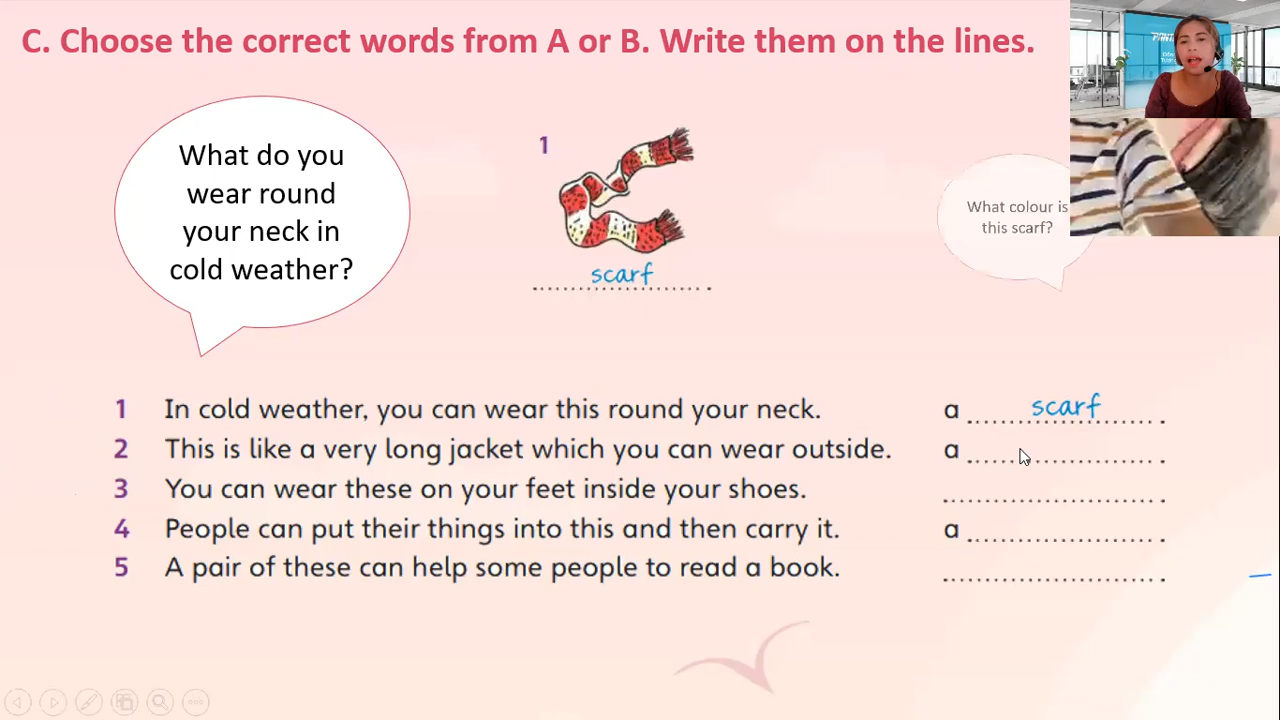 C. Choose the correct words from A or B. Write them on the lines.
What do you
wear round
your neck in
cold weather?
1
scarf
What colour is
this scarf?
1 In cold weather, you can wear this round your neck. a scarf
2 This is like a very long jacket which you can wear outside. a
3 You can wear these on your feet inside your shoes.
4 People can put their things into this and then carry it. a
5 A pair of these can help some people to read a book.